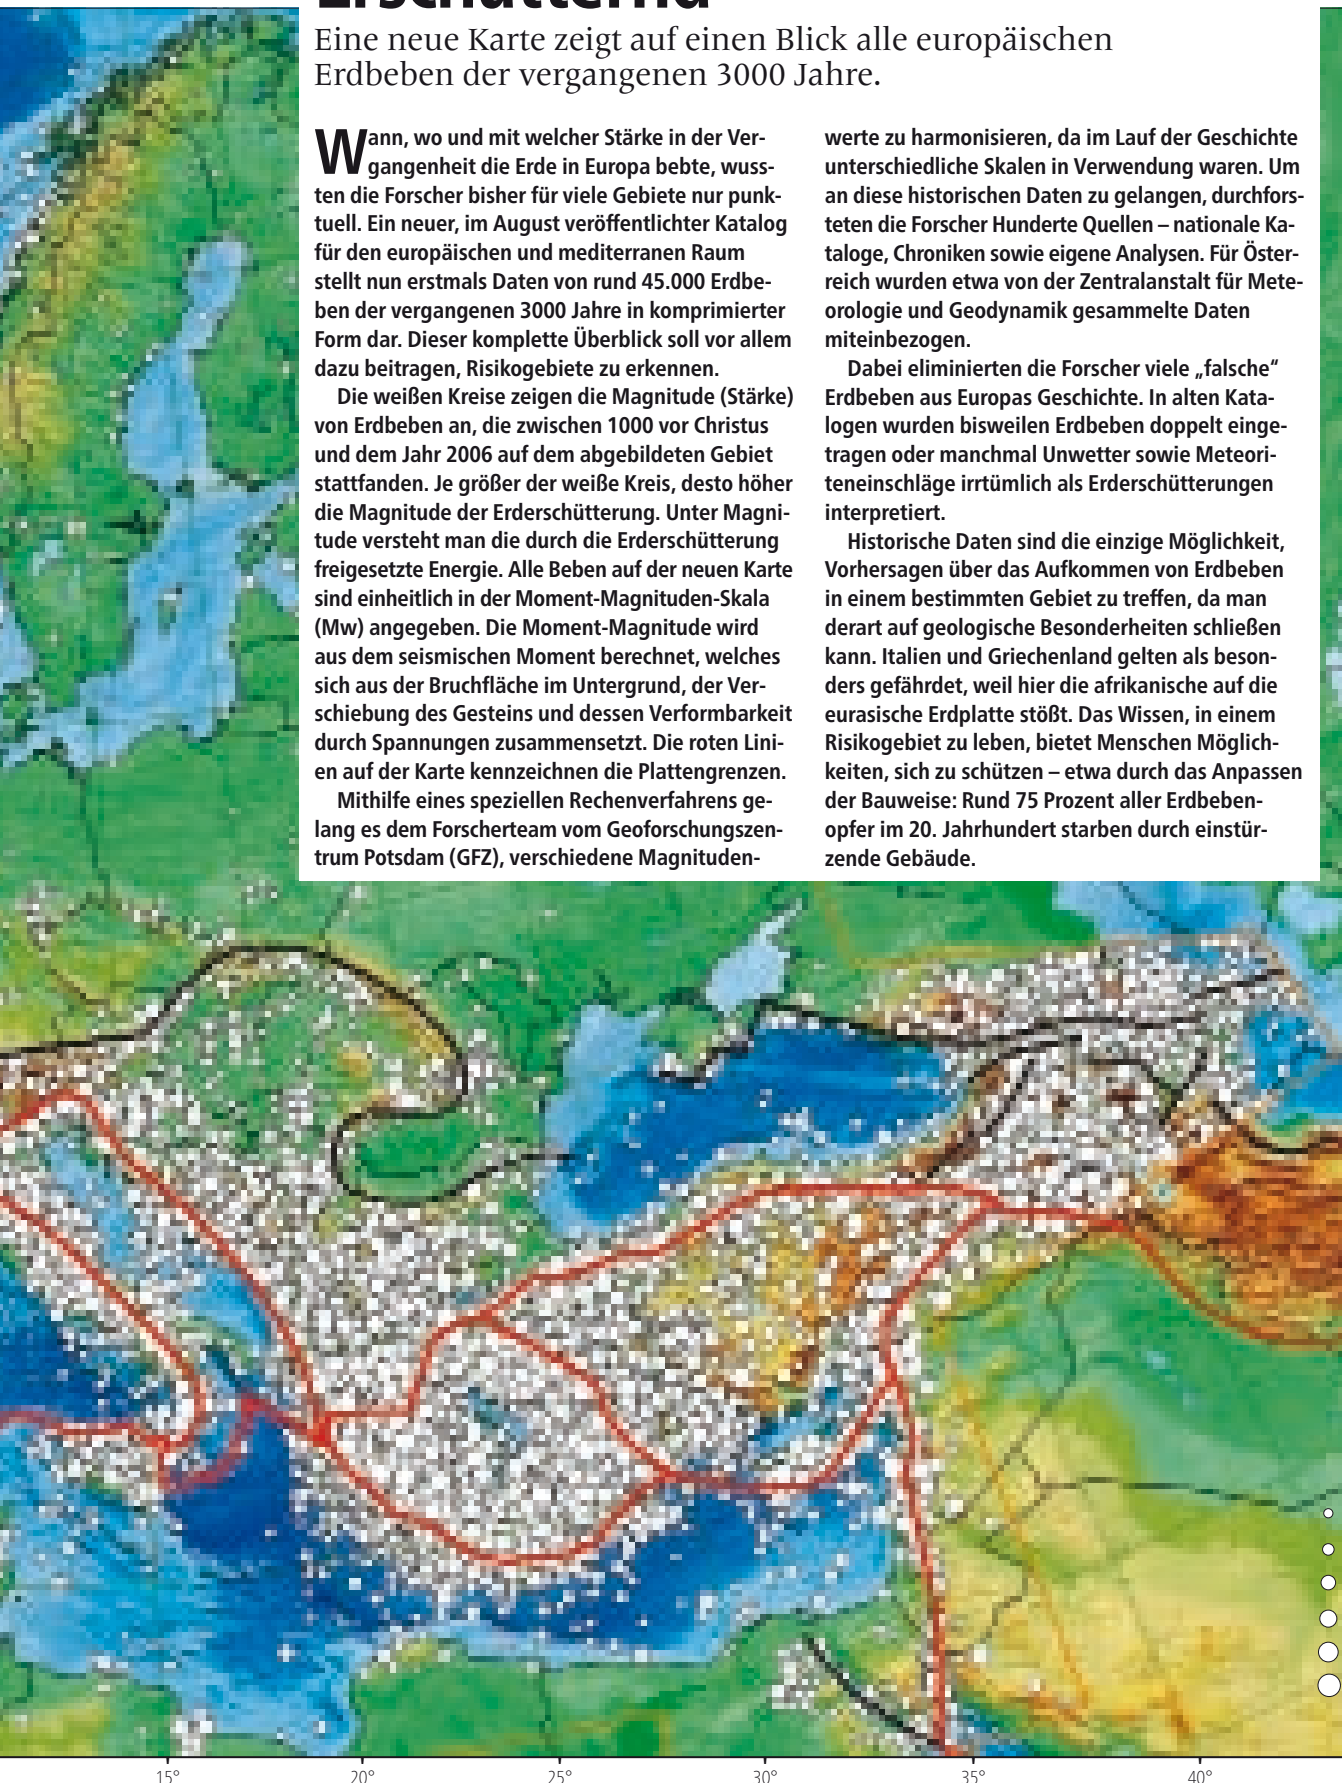 Erschütternd
Eine neue Karte zeigt auf einen Blick alle europäischen
Erdbeben der vergangenen 3000 Jahre.
Wann, wo und mit welcher Stärke in der Ver-
gangenheit die Erde in Europa bebte, wuss-
ten die Forscher bisher für viele Gebiete nur punk-
tuell. Ein neuer, im August veröffentlichter Katalog
für den europäischen und mediterranen Raum
stellt nun erstmals Daten von rund 45.000 Erdbe-
ben der vergangenen 3000 Jahre in komprimierter
Form dar. Dieser komplette Überblick soll vor allem
dazu beitragen, Risikogebiete zu erkennen.
Die weißen Kreise zeigen die Magnitude (Stärke)
von Erdbeben an, die zwischen 1000 vor Christus
und dem Jahr 2006 auf dem abgebildeten Gebiet
stattfanden. Je größer der weiße Kreis, desto höher
die Magnitude der Erderschütterung. Unter Magni-
tude versteht man die durch die Erderschütterung
freigesetzte Energie. Alle Beben auf der neuen Karte
sind einheitlich in der Moment-Magnituden-Skala
(Mw) angegeben. Die Moment-Magnitude wird
aus dem seismischen Moment berechnet, welches
sich aus der Bruchfläche im Untergrund, der Ver-
schiebung des Gesteins und dessen Verformbarkeit
durch Spannungen zusammensetzt. Die roten Lini-
en auf der Karte kennzeichnen die Plattengrenzen.
Mithilfe eines speziellen Rechenverfahrens ge-
lang es dem Forscherteam vom Geoforschungszen-
trum Potsdam (GFZ), verschiedene Magnituden-
werte zu harmonisieren, da im Lauf der Geschichte
unterschiedliche Skalen in Verwendung waren. Um
an diese historischen Daten zu gelangen, durchfors-
teten die Forscher Hunderte Quellen – nationale Ka-
taloge, Chroniken sowie eigene Analysen. Für Öster-
reich wurden etwa von der Zentralanstalt für Mete-
orologie und Geodynamik gesammelte Daten
miteinbezogen.
Dabei eliminierten die Forscher viele „falsche“
Erdbeben aus Europas Geschichte. In alten Kata-
logen wurden bisweilen Erdbeben doppelt einge-
tragen oder manchmal Unwetter sowie Meteori-
teneinschläge irrtümlich als Erderschütterungen
interpretiert.
Historische Daten sind die einzige Möglichkeit,
Vorhersagen über das Aufkommen von Erdbeben
in einem bestimmten Gebiet zu treffen, da man
derart auf geologische Besonderheiten schließen
kann. Italien und Griechenland gelten als beson-
ders gefährdet, weil hier die afrikanische auf die
eurasische Erdplatte stößt. Das Wissen, in einem
Risikogebiet zu leben, bietet Menschen Möglich-
keiten, sich zu schützen – etwa durch das Anpassen
der Bauweise: Rund 75 Prozent aller Erdbeben-
opfer im 20. Jahrhundert starben durch einstür-
zende Gebäude.
15° 20° 25° 30° 35° 40°